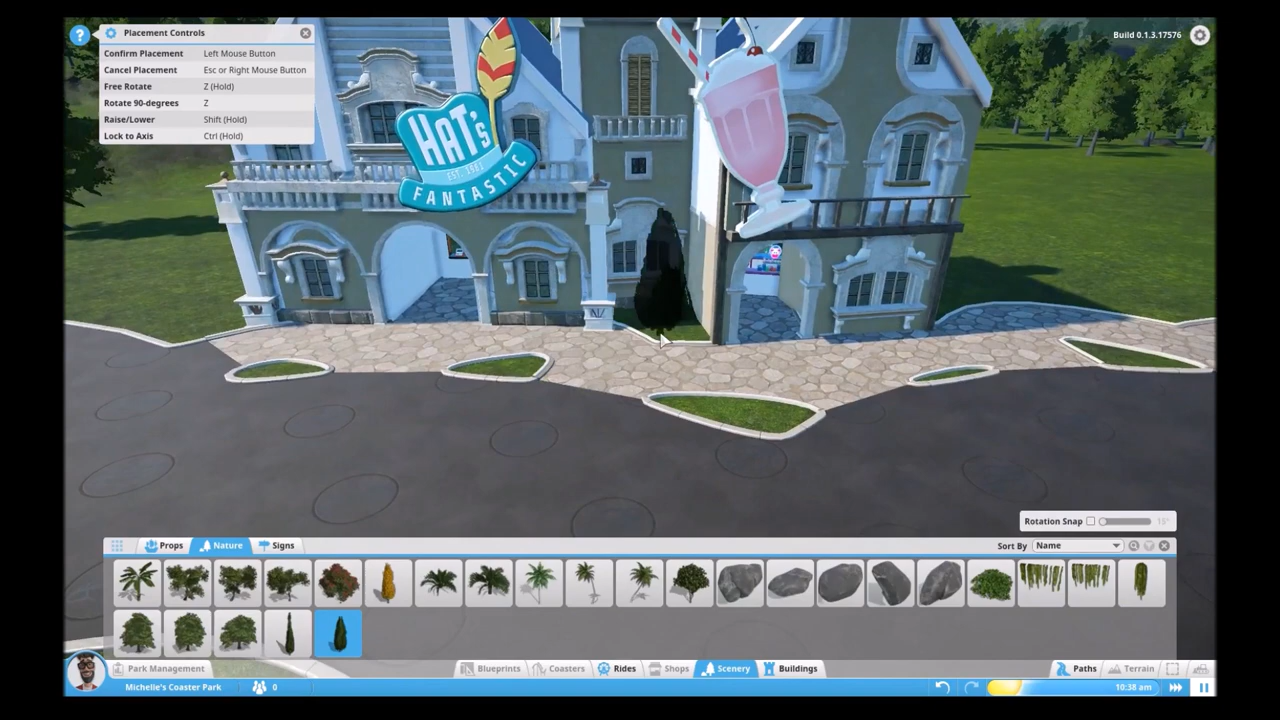 ?
Placement Controls
Build 0.1.3.17576
Confirm Placement Left Mouse Button
Cancel Placement Esc or Right Mouse Button
Free Rotate Z (Hold)
Rotate 90-degrees Z
Raise/Lower Shift (Hold)
Lock to Axis Ctrl (Hold)
HAT's
EST. 1981
FANTASTIC
Rotation Snap 15°
Props Nature Signs Sort By Name
Park Management Blueprints Coasters Rides Shops Scenery Buildings Paths Terrain
Michelle's Coaster Park 0 10:38 am